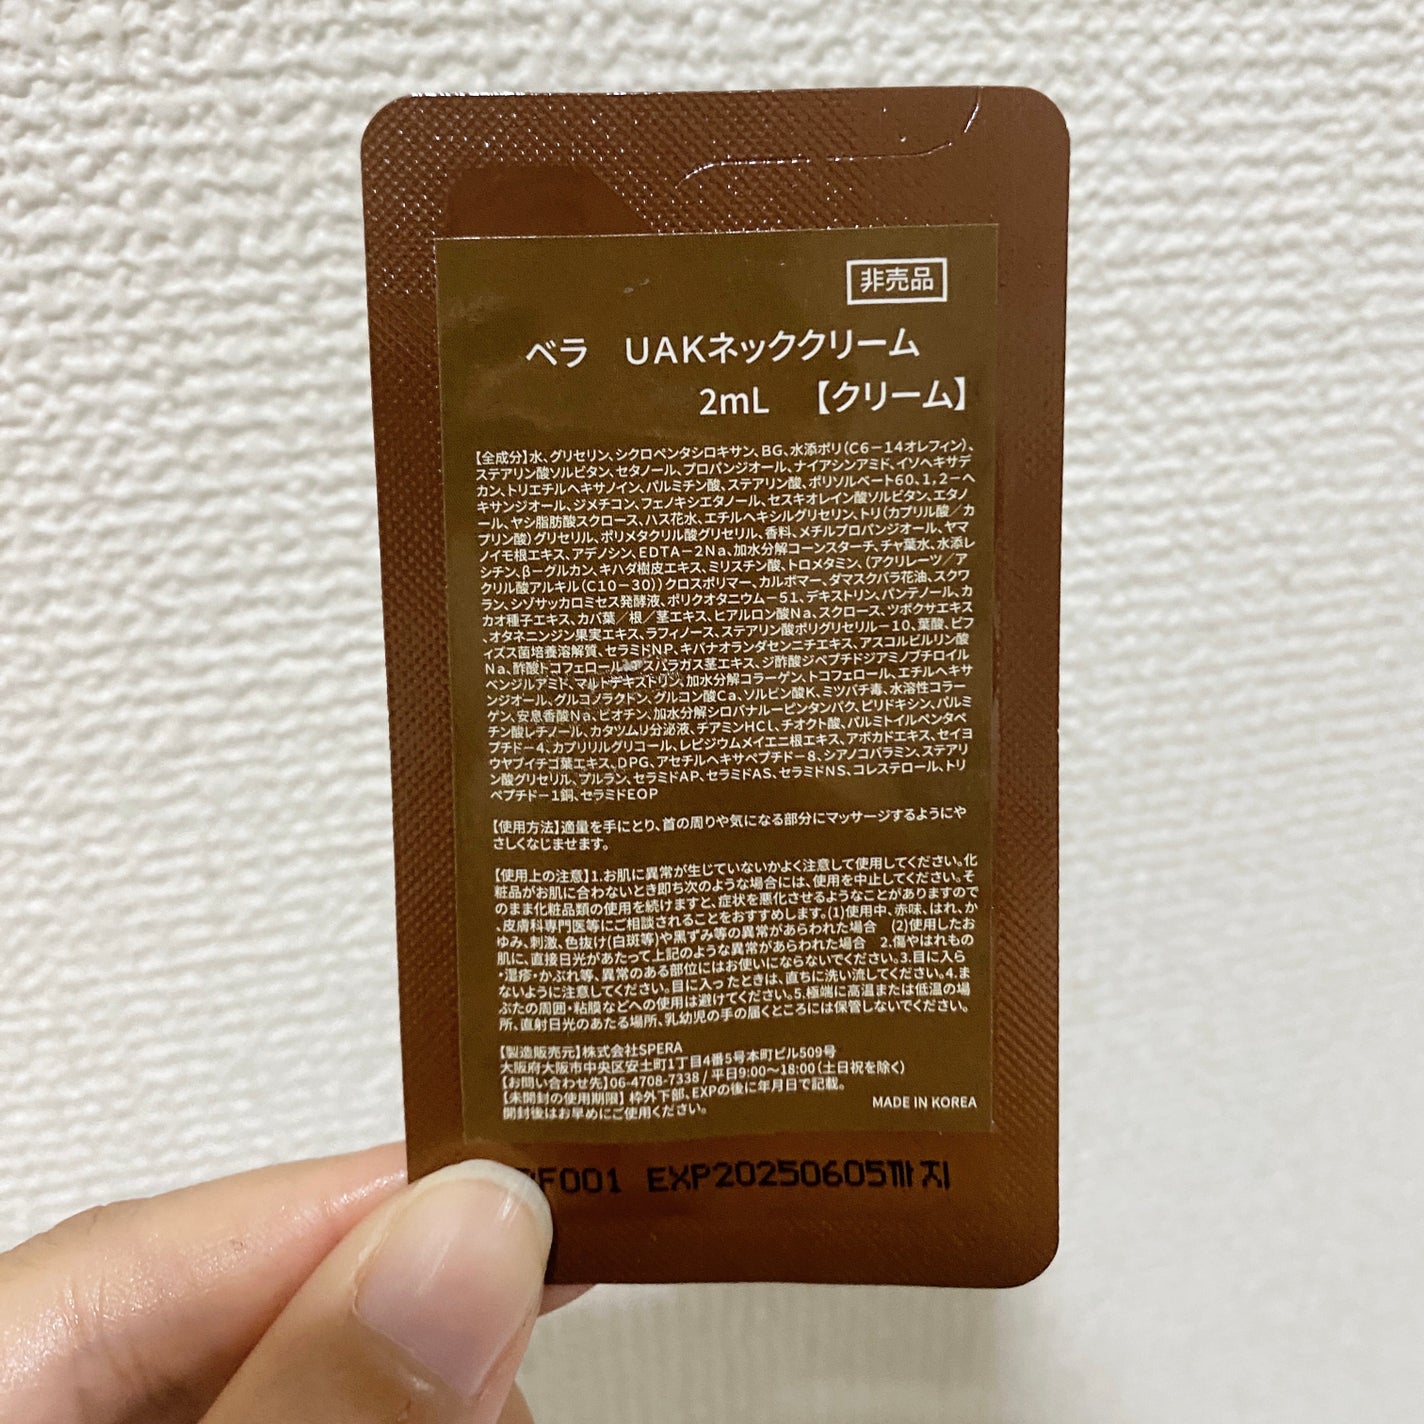 非売品
ベラ UAKネッククリーム
2mL 【クリーム】
【全成分】水、グリセリン、シクロペンタシロキサン、BG、水添ポリ(C6-14オレフィン)、
ステアリン酸ソルビタン、セタノール、プロパンジオール、ナイアシンアミド、イソヘキサデ
カン、トリエチルヘキサノイン、パルミチン酸、ステアリン酸、ポリソルベート60、1,2-ヘ
キサンジオール、ジメチコン、フェノキシエタノール、セスキオレイン酸ソルビタン、エタノ
ール、ヤシ脂肪酸スクロース、ハス花水、エチルヘキシルグリセリン、トリ(カプリル酸/カ
プリン酸)グリセリル、ポリメタクリル酸グリセリル、香料、メチルプロパンジオール、ヤマ
ノイモ根エキス、アデノシン、EDTA-2Na、加水分解コーンスターチ、チャ葉水、水添レ
シチン、β-グルカン、キハダ樹皮エキス、ミリスチン酸、トロメタミン、(アクリレーツ/ア
クリル酸アルキル(C10-30))クロスポリマー、カルボマー、ダマスクバラ花油、スクワ
ラン、シゾサッカロミセス発酵液、ポリクオタニウム-51、デキストリン、パンテノール、カ
カオ種子エキス、カバ葉/根/茎エキス、ヒアルロン酸Na、スクロース、ツボクサエキス
、オタネニンジン果実エキス、ラフィノース、ステアリン酸ポリグリセリル-10、葉酸、ビフ
ィズス菌培養溶解質、セラミドNP、キバナオランダセンニチエキス、アスコルビルリン酸
Na、酢酸トコフェロール、アスパラガス茎エキス、ジ酢酸ジペプチドジアミノブチロイル
ベンジルアミド、マルトデキストリン、加水分解コラーゲン、トコフェロール、エチルヘキサ
ンジオール、グルコノラクトン、グルコン酸Ca、ソルビン酸K、ミツバチ毒、水溶性コラー
ゲン、安息香酸Na、ビオチン、加水分解シロバナルーピンタンパク、ピリドキシン、パルミ
チン酸レチノール、カタツムリ分泌液、チアミンHCl、チオクト酸、パルミトイルペンタペ
プチド-4、カプリリルグリコール、レピジウムメイエニ根エキス、アボカドエキス、セイヨ
ウヤブイチゴ葉エキス、DPG、アセチルヘキサペプチド-8、シアノコバラミン、ステアリ
ン酸グリセリル、プルラン、セラミドAP、セラミドAS、セラミドNS、コレステロール、トリ
ペプチド-1銅、セラミドEOP
【使用方法】適量を手にとり、首の周りや気になる部分にマッサージするようにや
さしくなじませます。
【使用上の注意】1.お肌に異常が生じていないかよく注意して使用してください。化
粧品がお肌に合わないとき即ち次のような場合には、使用を中止してください。そ
のまま化粧品類の使用を続けますと、症状を悪化させるようなことがありますので
、皮膚科専門医等にご相談されることをおすすめします。(1)使用中、赤味、はれ、か
ゆみ、刺激、色抜け(白斑等)や黒ずみ等の異常があらわれた場合 (2)使用したお
肌に、直接日光があたって上記のような異常があらわれた場合 2.傷やはれもの
・湿疹・かぶれ等、異常のある部位にはお使いにならないでください。3.目に入ら
ないように注意してください。目に入ったときは、直ちに洗い流してください。4.ま
ぶたの周囲・粘膜などへの使用は避けてください。5.極端に高温または低温の場
所、直射日光のあたる場所、乳幼児の手の届くところには保管しないでください。
【製造販売元】株式会社SPERA
大阪府大阪市中央区安土町1丁目4番5号本町ビル509号
【お問い合わせ先】06-4708-7338 / 平日9:00〜18:00(土日祝を除く)
【未開封の使用期限】 枠外下部、EXPの後に年月日で記載。
開封後はお早めにご使用ください。
MADE IN KOREA
F001 EXP20250605까지